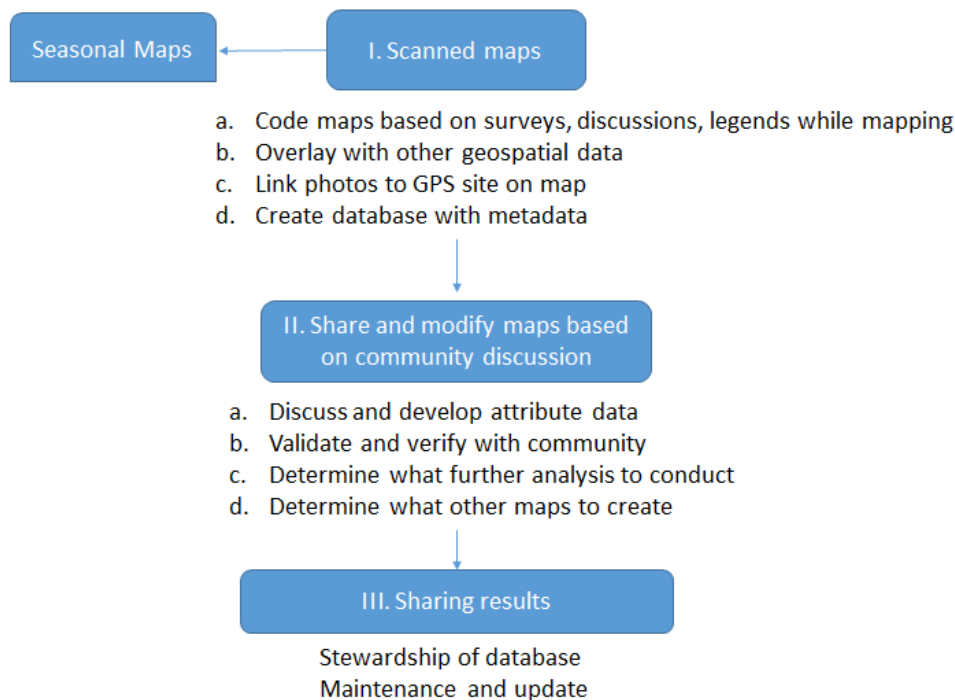 Seasonal Maps
I. Scanned maps
a. Code maps based on surveys, discussions, legends while mapping
b. Overlay with other geospatial data
c. Link photos to GPS site on map
d. Create database with metadata
II. Share and modify maps based
on community discussion
a. Discuss and develop attribute data
b. Validate and verify with community
c. Determine what further analysis to conduct
d. Determine what other maps to create
III. Sharing results
Stewardship of database
Maintenance and update